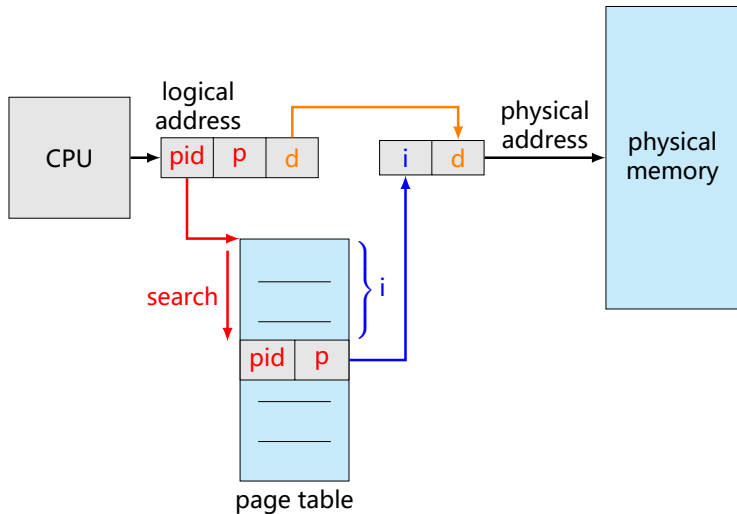 logical
address
CPU
pid p d
i d
physical
address
physical
memory
search
i
pid p
page table